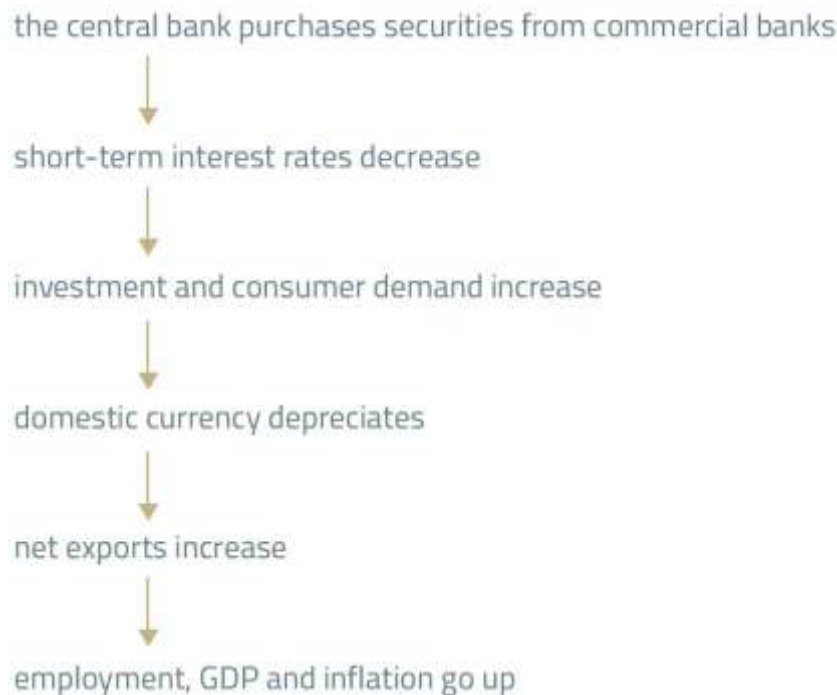 the central bank purchases securities from commercial banks
short-term interest rates decrease
investment and consumer demand increase
domestic currency depreciates
net exports increase
employment, GDP and inflation go up